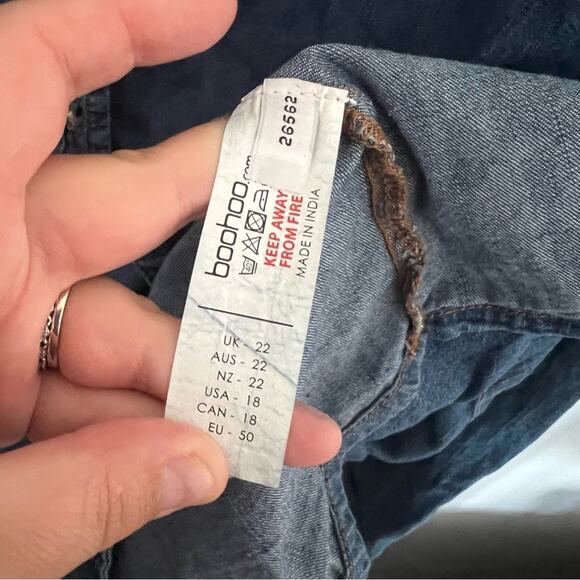 26562
boohoo.com
KEEP AWAY
FROM FIRE
MADE IN INDIA
UK - 22
AUS - 22
NZ - 22
USA - 18
CAN - 18
EU - 50